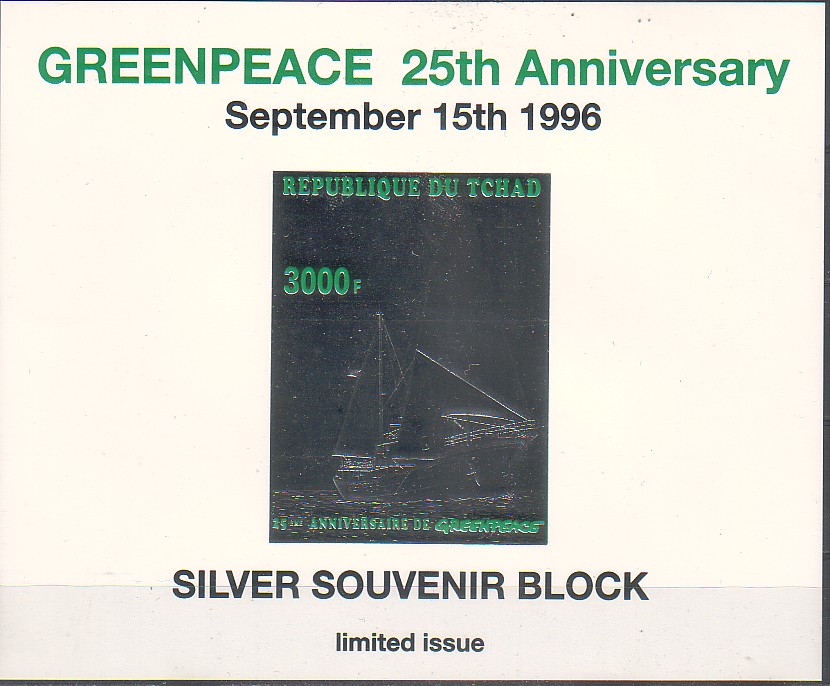 GREENPEACE 25th Anniversary
September 15th 1996
REPUBLIQUE DU TCHAD
3000F
25ème ANNIVERSAIRE DE GREENPEACE
SILVER SOUVENIR BLOCK
limited issue